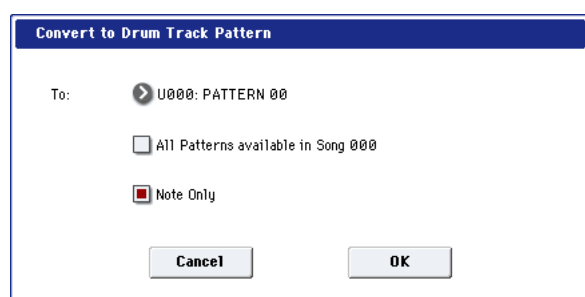 Convert to Drum Track Pattern
To: U000: PATTERN 00
All Patterns available in Song 000
Note Only
Cancel OK